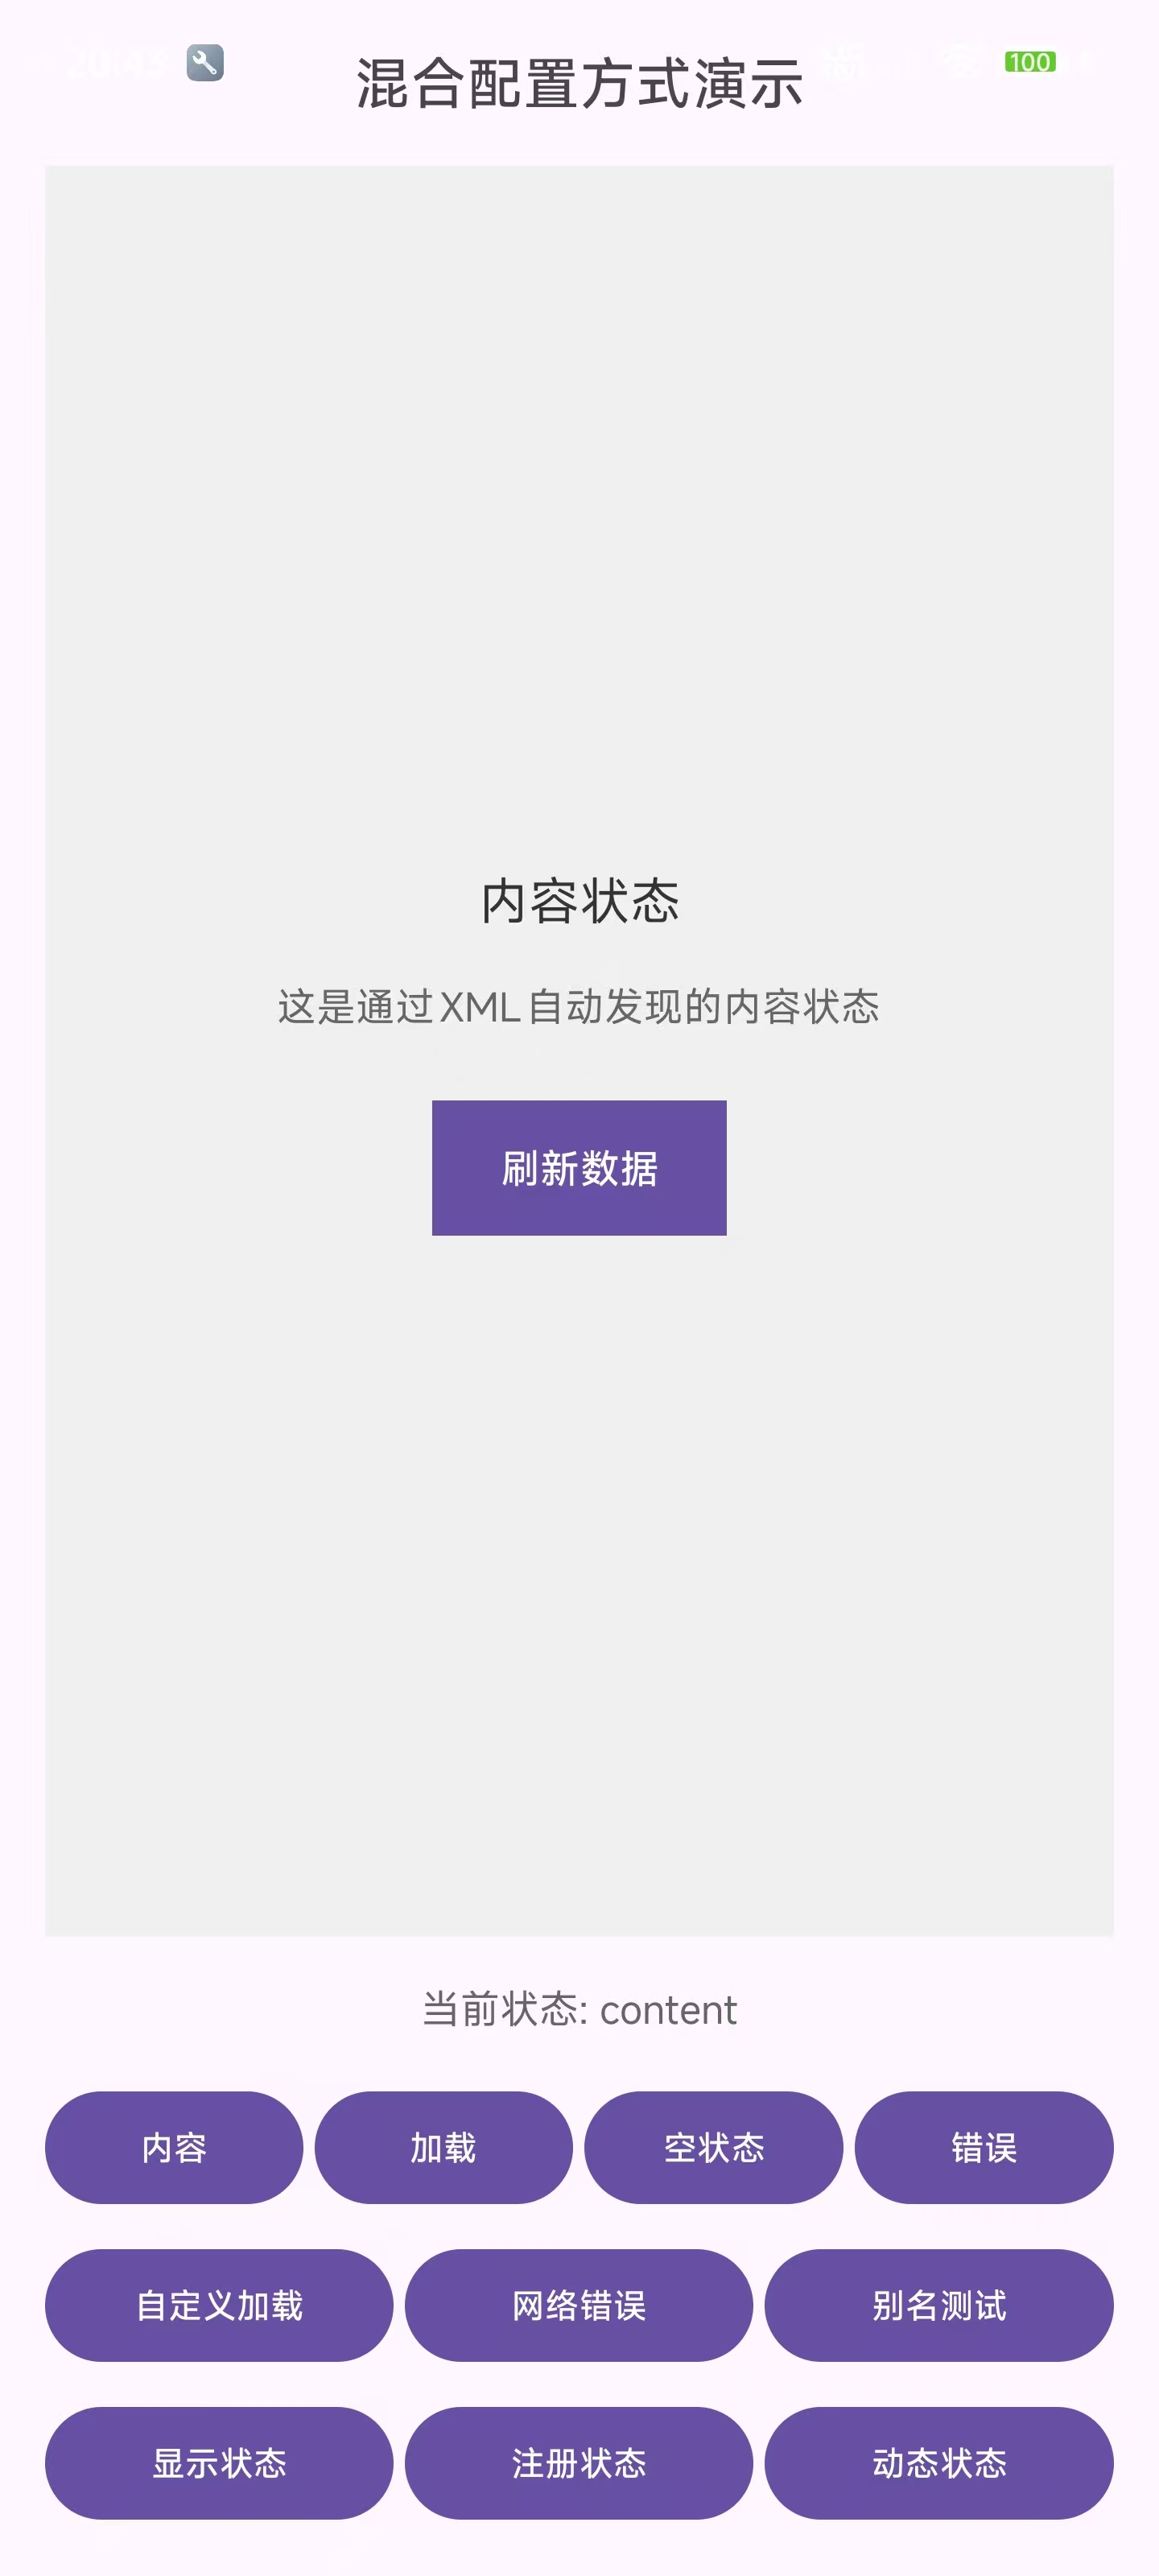 100
混合配置方式演示
内容状态
这是通过XML自动发现的内容状态
刷新数据
当前状态: content
内容 加载 空状态 错误
自定义加载 网络错误 别名测试
显示状态 注册状态 动态状态